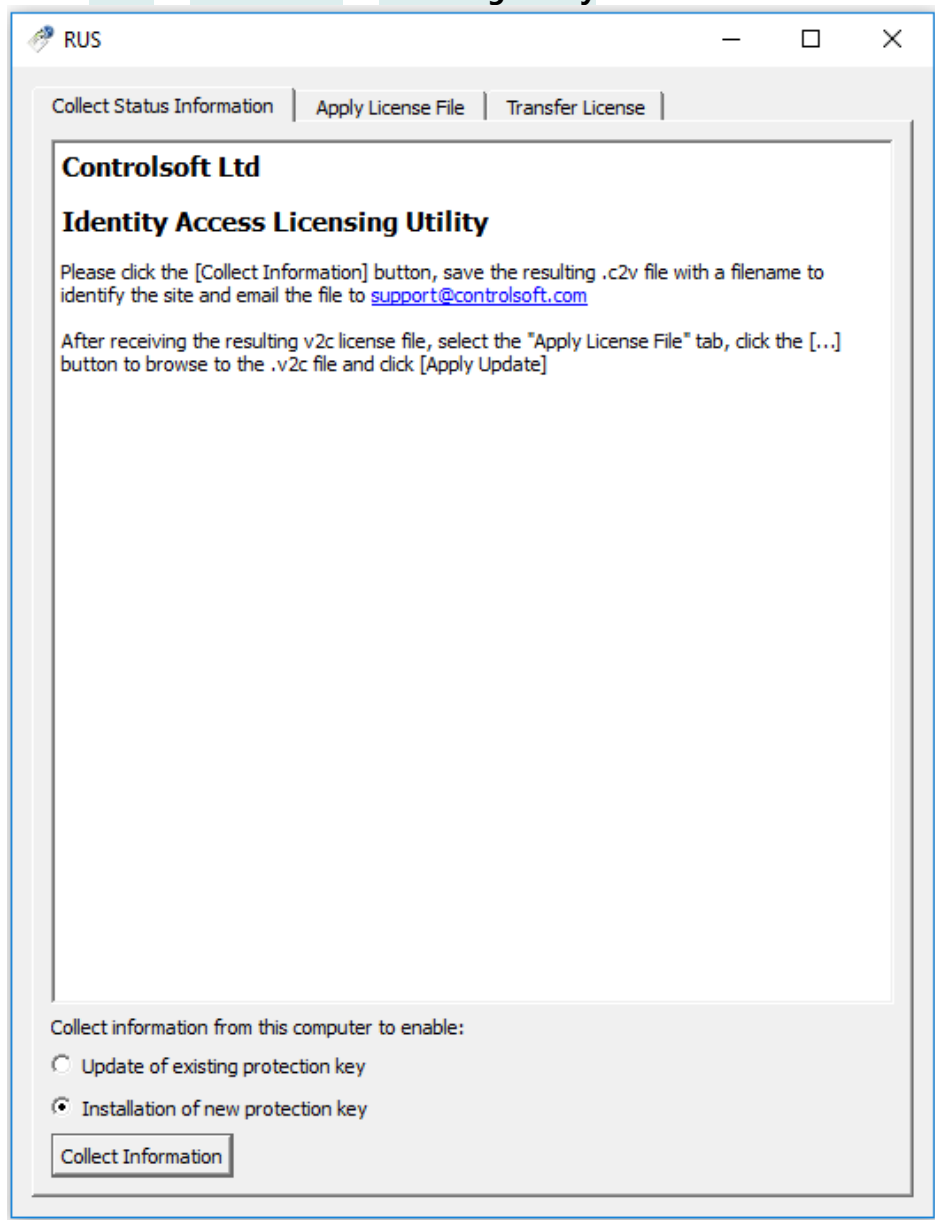 RUS
Collect Status Information
Apply License File
Transfer License
Controlsoft Ltd
Identity Access Licensing Utility
Please click the [Collect Information] button, save the resulting .c2v file with a filename to
identify the site and email the file to support@controlsoft.com
After receiving the resulting v2c license file, select the "Apply License File" tab, click the [...]
button to browse to the .v2c file and click [Apply Update]
Collect information from this computer to enable:
Update of existing protection key
Installation of new protection key
Collect Information